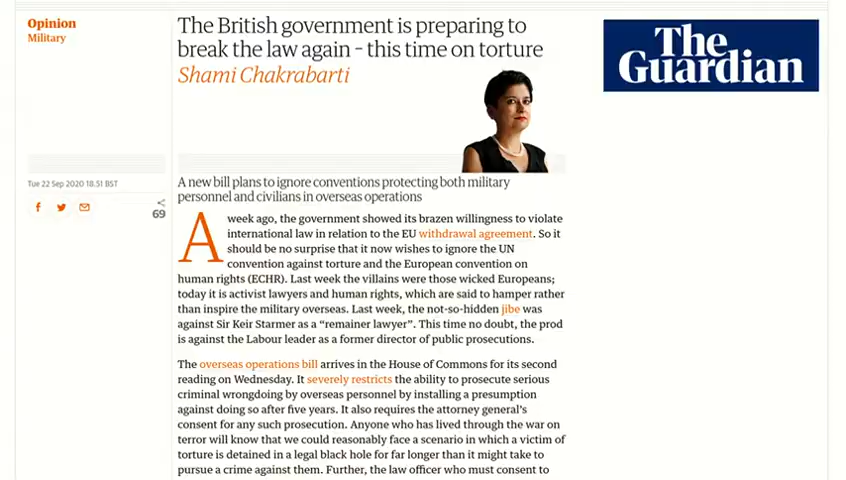 Opinion
Military
The British government is preparing to
break the law again – this time on torture
Shami Chakrabarti
The
Guardian
Tue 22 Sep 2020 18.51 BST
69
A new bill plans to ignore conventions protecting both military
personnel and civilians in overseas operations
A week ago, the government showed its brazen willingness to violate
international law in relation to the EU withdrawal agreement. So it
should be no surprise that it now wishes to ignore the UN
convention against torture and the European convention on
human rights (ECHR). Last week the villains were those wicked Europeans;
today it is activist lawyers and human rights, which are said to hamper rather
than inspire the military overseas. Last week, the not-so-hidden jibe was
against Sir Keir Starmer as a “remainer lawyer”. This time no doubt, the prod
is against the Labour leader as a former director of public prosecutions.
The overseas operations bill arrives in the House of Commons for its second
reading on Wednesday. It severely restricts the ability to prosecute serious
criminal wrongdoing by overseas personnel by installing a presumption
against doing so after five years. It also requires the attorney general’s
consent for any such prosecution. Anyone who has lived through the war on
terror will know that we could reasonably face a scenario in which a victim of
torture is detained in a legal black hole for far longer than it might take to
pursue a crime against them. Further, the law officer who must consent to